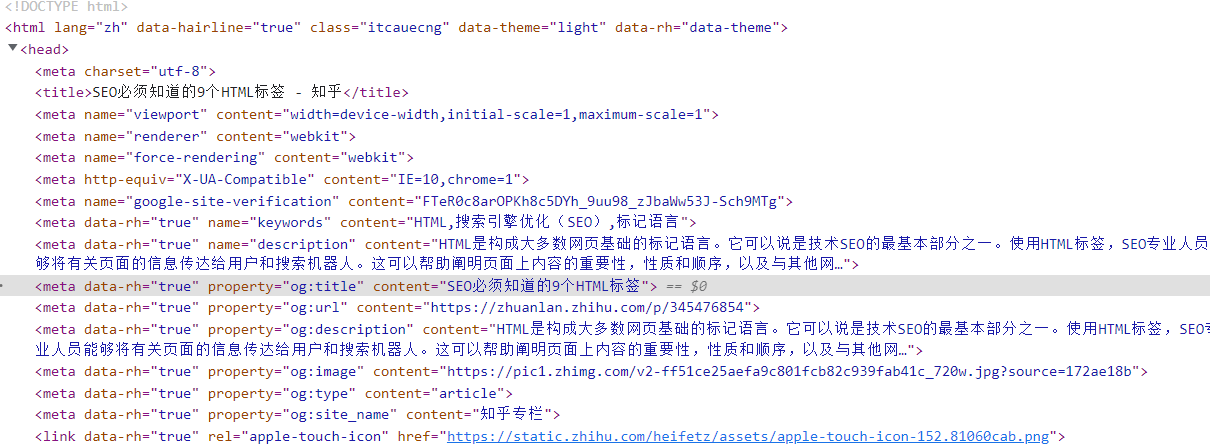 <!DOCTYPE html>
<html lang="zh" data-hairline="true" class="itcauecng" data-theme="light" data-rh="data-theme">
<head>
<meta charset="utf-8">
<title>SEO必须知道的9个HTML标签 - 知乎</title>
<meta name="viewport" content="width=device-width,initial-scale=1,maximum-scale=1">
<meta name="renderer" content="webkit">
<meta name="force-rendering" content="webkit">
<meta http-equiv="X-UA-Compatible" content="IE=10,chrome=1">
<meta name="google-site-verification" content="FTeR0c8arOPKh8c5DYh_9uu98_zJbaWw53J-Sch9MTg">
<meta data-rh="true" name="keywords" content="HTML,搜索引擎优化（SEO）,标记语言">
<meta data-rh="true" name="description" content="HTML是构成大多数网页基础的标记语言。它可以说是技术SEO的最基本部分之一。使用HTML标签，SEO专业人员
够将有关页面的信息传达给用户和搜索机器人。这可以帮助阐明页面上内容的重要性，性质和顺序，以及与其他网…">
<meta data-rh="true" property="og:title" content="SEO必须知道的9个HTML标签"> == $0
<meta data-rh="true" property="og:url" content="https://zhuanlan.zhihu.com/p/345476854">
<meta data-rh="true" property="og:description" content="HTML是构成大多数网页基础的标记语言。它可以说是技术SEO的最基本部分之一。使用HTML标签，SEO专
业人员能够将有关页面的信息传达给用户和搜索机器人。这可以帮助阐明页面上内容的重要性，性质和顺序，以及与其他网…">
<meta data-rh="true" property="og:image" content="https://pic1.zhimg.com/v2-ff51ce25aefa9c801fcb82c939fab41c_720w.jpg?source=172ae18b">
<meta data-rh="true" property="og:type" content="article">
<meta data-rh="true" property="og:site_name" content="知乎专栏">
<link data-rh="true" rel="apple-touch-icon" href="https://static.zhihu.com/heifetz/assets/apple-touch-icon-152.81060cab.png">